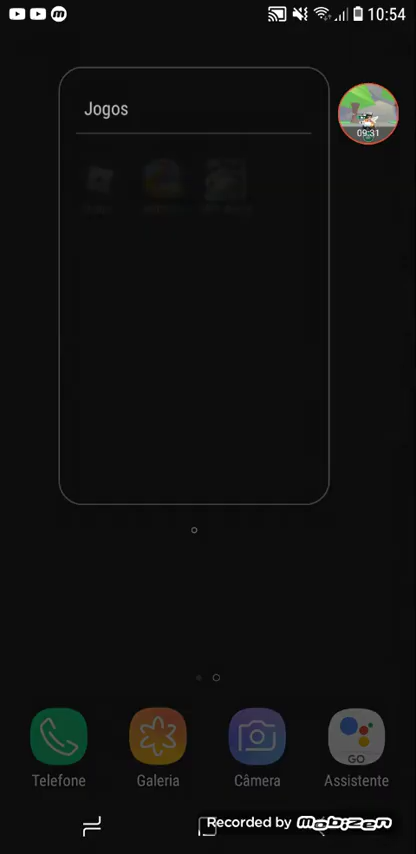 10:54
Jogos
09:31
Telefone
Galeria
Câmera
GO
Assistente
Recorded by mobizen